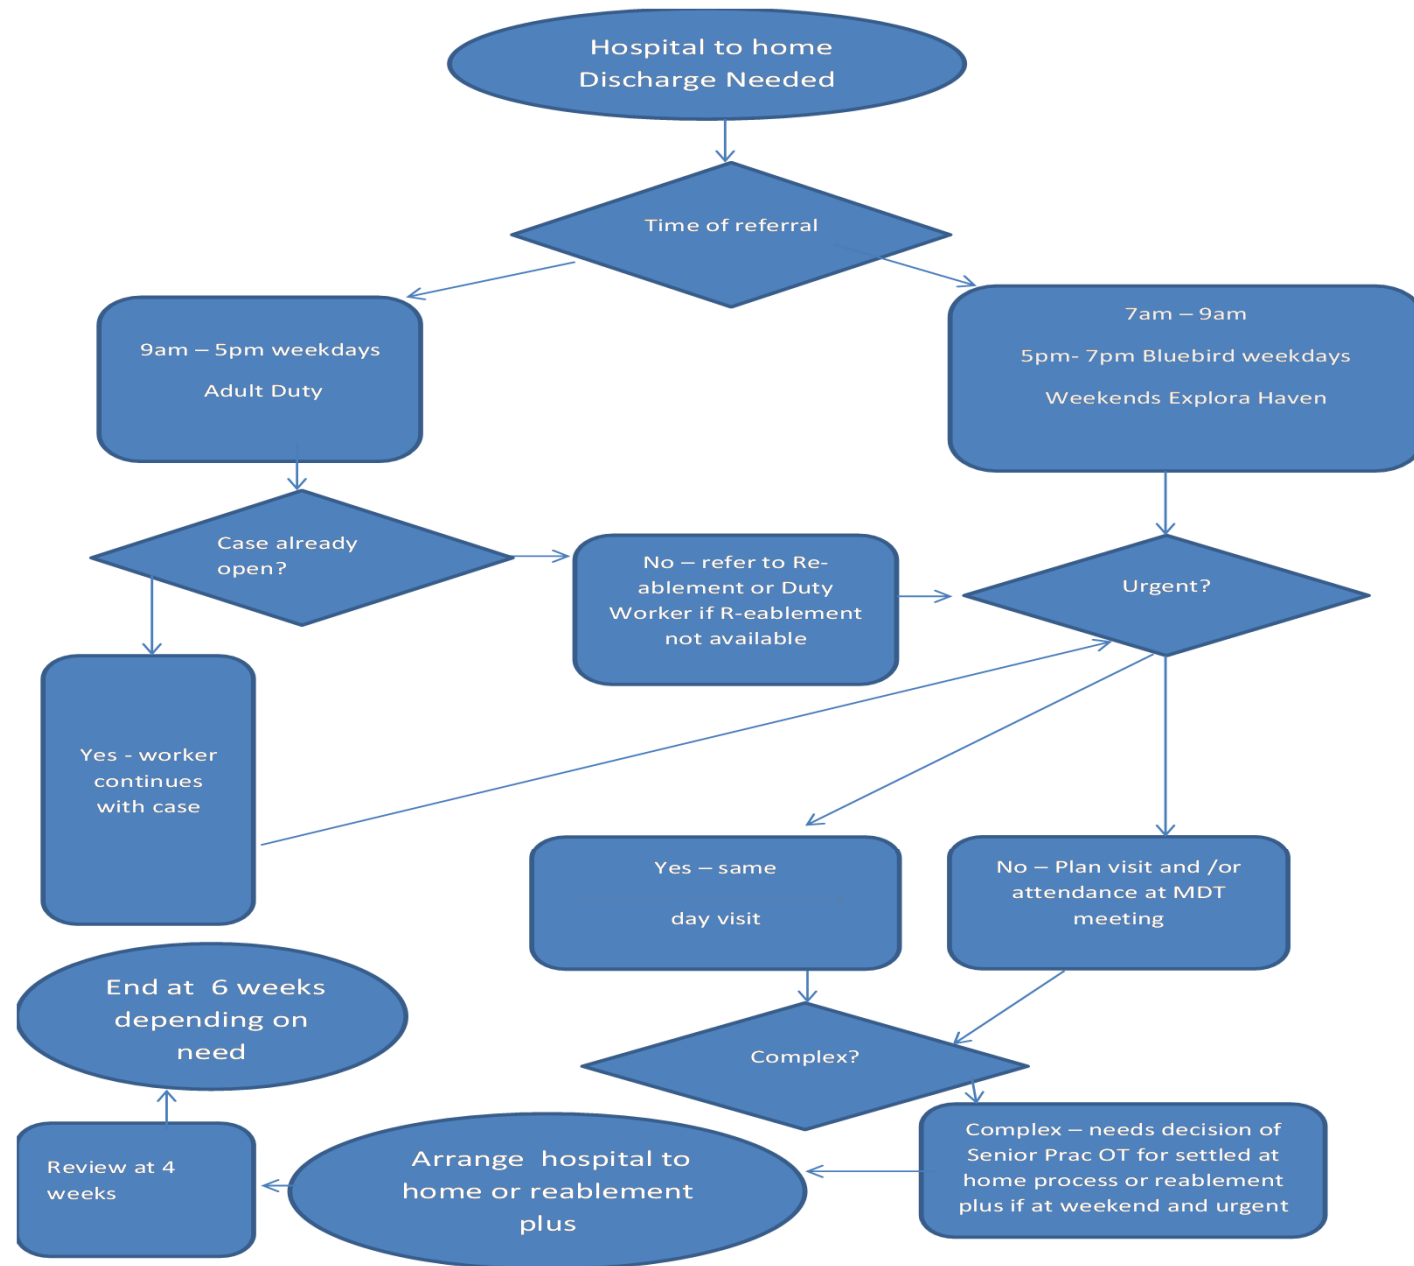 Hospital to home
Discharge Needed
Time of referral
9am – 5pm weekdays
Adult Duty
7am – 9am
5pm- 7pm Bluebird weekdays
Weekends Explora Haven
Case already
open?
No – refer to Re-
ablement or Duty
Worker if R-eablement
not available
Urgent?
Yes - worker
continues
with case
Yes – same
day visit
No – Plan visit and /or
attendance at MDT
meeting
End at  6 weeks
depending on
need
Complex?
Complex – needs decision of
Senior Prac OT for settled at
home process or reablement
plus if at weekend and urgent
Arrange  hospital to
home or reablement
plus
Review at 4
weeks